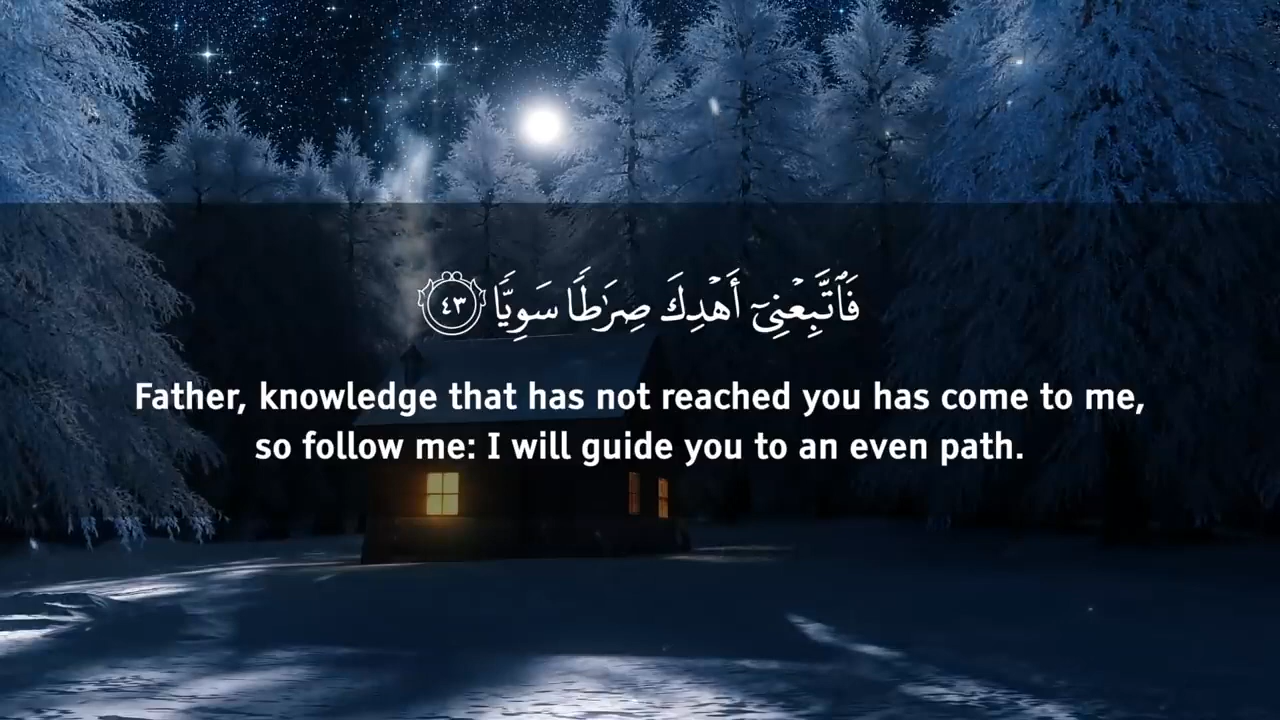 فَٱتَّبِعْنِىٓ أَهْدِكَ صِرَٰطًا سَوِيًّا ٤٣
Father, knowledge that has not reached you has come to me,
so follow me: I will guide you to an even path.